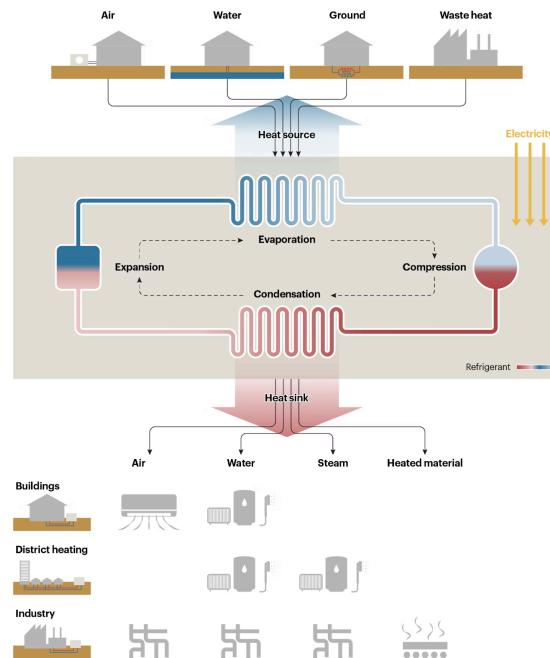 Air Water Ground Waste heat
Heat source
Electricity
Evaporation
Expansion Compression
Condensation
Refrigerant
Heat sink
Air Water Steam Heated material
Buildings
District heating
Industry